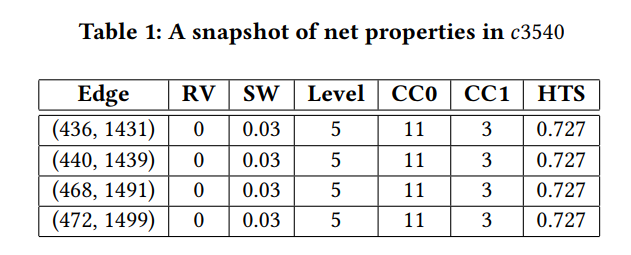 Table 1: A snapshot of net properties in c3540
Edge RV SW Level CC0 CC1 HTS
(436, 1431) 0 0.03 5 11 3 0.727
(440, 1439) 0 0.03 5 11 3 0.727
(468, 1491) 0 0.03 5 11 3 0.727
(472, 1499) 0 0.03 5 11 3 0.727